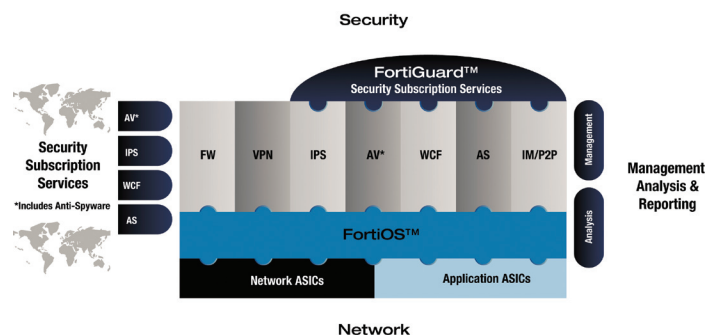 Security
FortiGuard™
Security Subscription Services
AV*
IPS
WCF
AS
Security
Subscription
Services
*Includes Anti-Spyware
FW
VPN
IPS
AV*
WCF
AS
IM/P2P
Management
Analysis
Management
Analysis &
Reporting
FortiOS™
Network ASICs
Application ASICs
Network